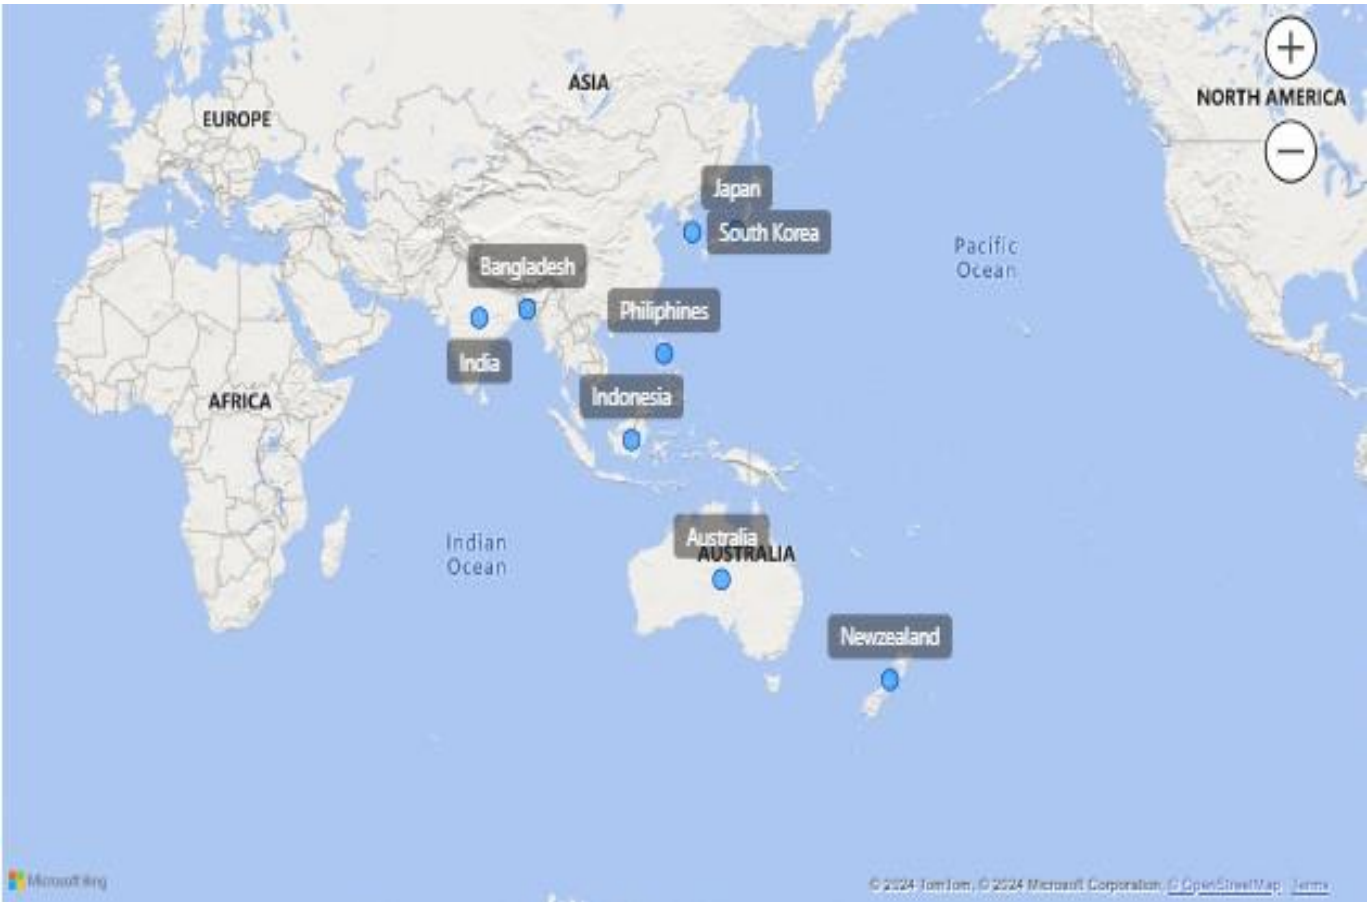 ASIA
NORTH AMERICA
EUROPE
Japan
South Korea
Pacific
Ocean
Bangladesh
Philiphines
India
Indonesia
AFRICA
Australia
AUSTRALIA
Indian
Ocean
Newzealand
Microsoft Bing
© 2024 TomTom, © 2024 Microsoft Corporation, © OpenStreetMap Terms